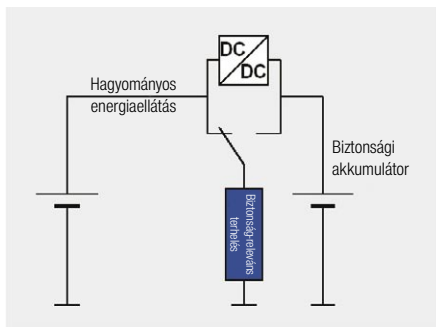 DC
DC
Hagyományos
energiaellátás
Biztonsági
akkumulátor
Biztonság-releváns
terhelés